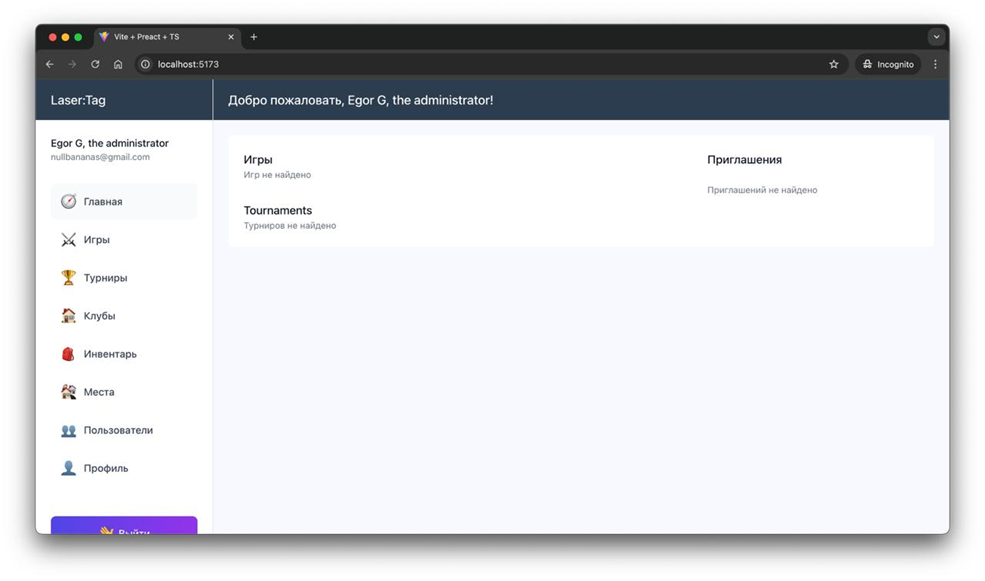 Vite + Preact + TS
localhost:5173
Incognito
Laser:Tag
Добро пожаловать, Egor G, the administrator!
Egor G, the administrator
nullbananas@gmail.com
Главная
Игры
Турниры
Клубы
Инвентарь
Места
Пользователи
Профиль
Выйти
Игры
Игр не найдено
Tournaments
Турниров не найдено
Приглашения
Приглашений не найдено